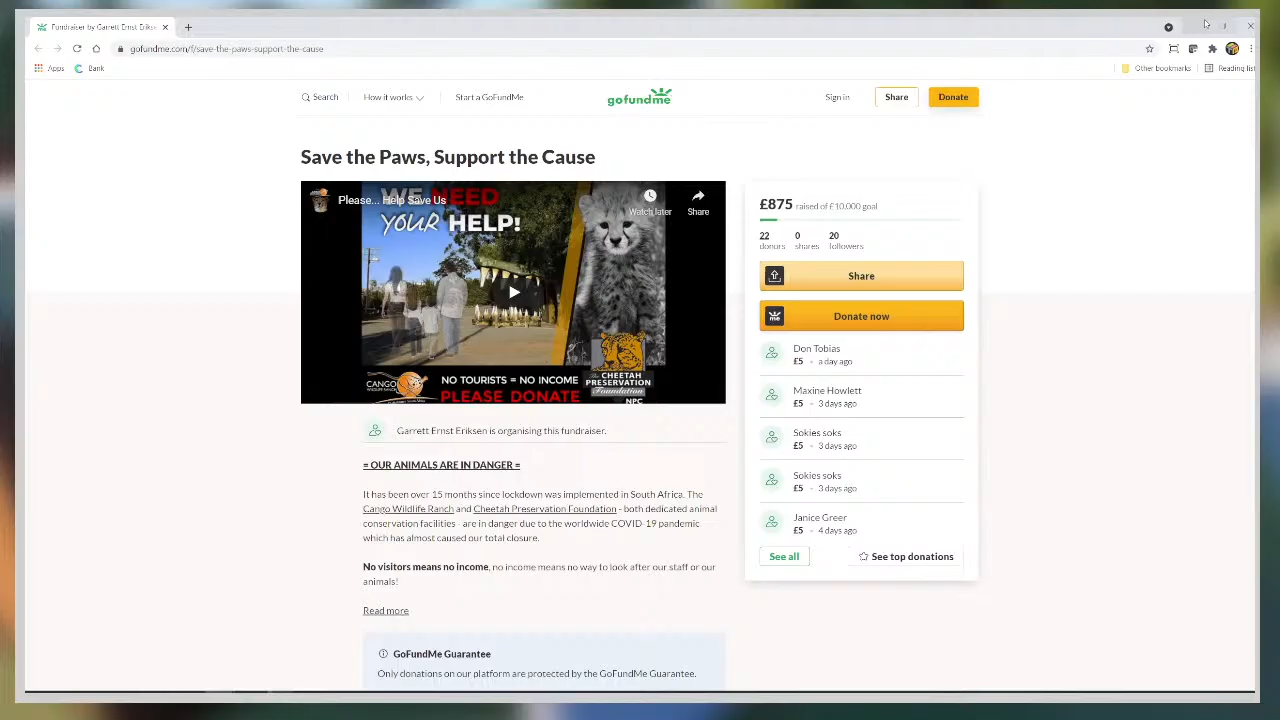 Fundraiser by Garrett Ernst Eriks
gofundme.com/f/save-the-paws-support-the-cause
Apps Bank Other bookmarks Reading list
Search How it works Start a GoFundMe gofundme Sign in Share Donate
Save the Paws, Support the Cause
Please... Help Save Us
Watch later Share
WE NEED
YOUR HELP!
CANGO
WILDLIFE RANCH
NO TOURISTS = NO INCOME
PLEASE DONATE
The CHEETAH
PRESERVATION
Foundation
NPC
Garrett Ernst Eriksen is organising this fundraiser.
= OUR ANIMALS ARE IN DANGER =
It has been over 15 months since lockdown was implemented in South Africa. The
Cango Wildlife Ranch and Cheetah Preservation Foundation - both dedicated animal
conservation facilities - are in danger due to the worldwide COVID-19 pandemic
which has almost caused our total closure.
No visitors means no income, no income means no way to look after our staff or our
animals!
Read more
GoFundMe Guarantee
Only donations on our platform are protected by the GoFundMe Guarantee.
£875 raised of £10,000 goal
22 0 20
donors shares followers
Share
me Donate now
Don Tobias
£5 • a day ago
Maxine Howlett
£5 • 3 days ago
Sokies soks
£5 • 3 days ago
Sokies soks
£5 • 3 days ago
Janice Greer
£5 • 4 days ago
See all See top donations